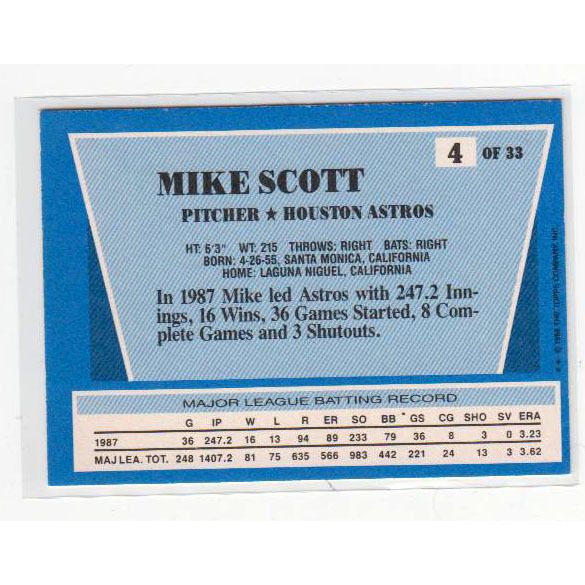 4 OF 33
MIKE SCOTT
PITCHER ★ HOUSTON ASTROS
HT: 6'3" WT: 215 THROWS: RIGHT BATS: RIGHT
BORN: 4-26-55, SANTA MONICA, CALIFORNIA
HOME: LAGUNA NIGUEL, CALIFORNIA
In 1987 Mike led Astros with 247.2 Inn-
ings, 16 Wins, 36 Games Started, 8 Com-
plete Games and 3 Shutouts.
** © 1988 THE TOPPS COMPANY, INC.
MAJOR LEAGUE BATTING RECORD
G IP W L R ER SO BB GS CG SHO SV ERA
1987 36 247.2 16 13 94 89 233 79 36 8 3 0 3.23
MAJ LEA. TOT. 248 1407.2 81 75 635 566 983 442 221 24 13 3 3.62